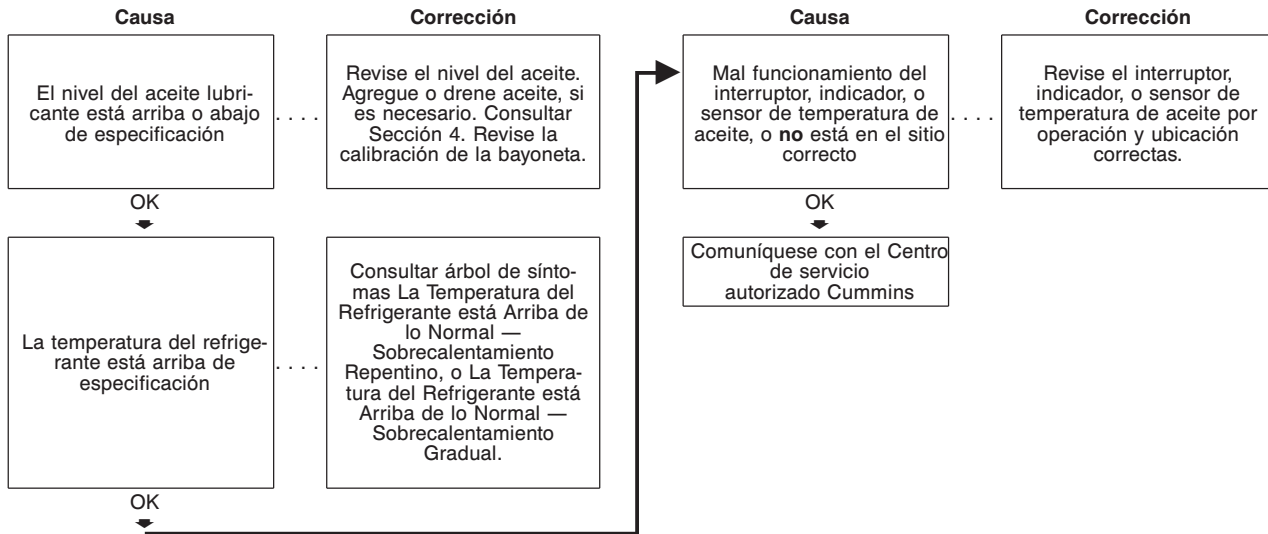 Causa
Corrección
El nivel del aceite lubri-
cante está arriba o abajo
de especificación
. . . .
Revise el nivel del aceite.
Agregue o drene aceite, si
es necesario. Consultar
Sección 4. Revise la
calibración de la bayoneta.
OK
La temperatura del refrige-
rante está arriba de
especificación
. . . .
Consultar árbol de sínto-
mas La Temperatura del
Refrigerante está Arriba de
lo Normal —
Sobrecalentamiento
Repentino, o La Tempera-
tura del Refrigerante está
Arriba de lo Normal —
Sobrecalentamiento
Gradual.
OK
Causa
Corrección
Mal funcionamiento del
interruptor, indicador, o
sensor de temperatura de
aceite, o no está en el sitio
correcto
. . . .
Revise el interruptor,
indicador, o sensor de
temperatura de aceite por
operación y ubicación
correctas.
OK
Comuníquese con el Centro
de servicio
autorizado Cummins